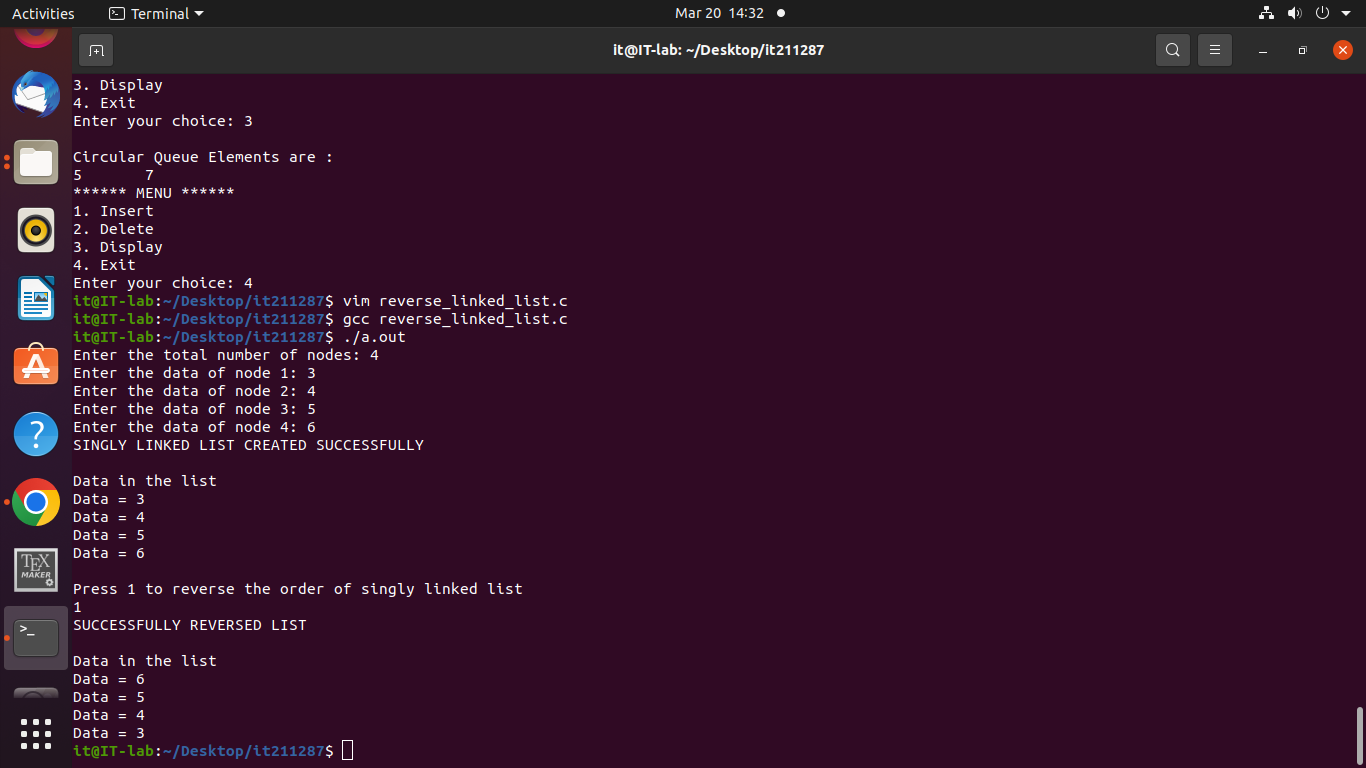 Activities
Terminal
Mar 20 14:32
it@IT-lab: ~/Desktop/it211287
3. Display
4. Exit
Enter your choice: 3

Circular Queue Elements are :
5       7
****** MENU ******
1. Insert
2. Delete
3. Display
4. Exit
Enter your choice: 4
it@IT-lab:~/Desktop/it211287$ vim reverse_linked_list.c
it@IT-lab:~/Desktop/it211287$ gcc reverse_linked_list.c
it@IT-lab:~/Desktop/it211287$ ./a.out
Enter the total number of nodes: 4
Enter the data of node 1: 3
Enter the data of node 2: 4
Enter the data of node 3: 5
Enter the data of node 4: 6
SINGLY LINKED LIST CREATED SUCCESSFULLY

Data in the list
Data = 3
Data = 4
Data = 5
Data = 6

Press 1 to reverse the order of singly linked list
1
SUCCESSFULLY REVERSED LIST

Data in the list
Data = 6
Data = 5
Data = 4
Data = 3
it@IT-lab:~/Desktop/it211287$
TEX
MAKER